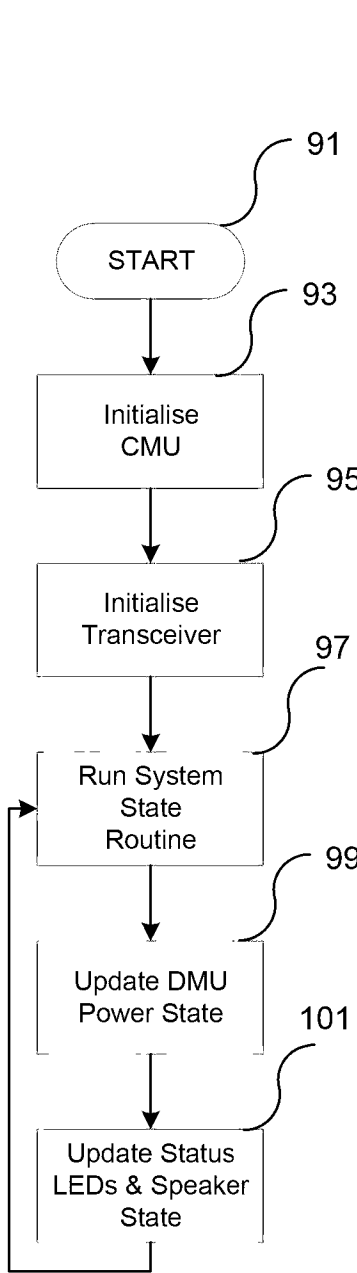 91
START
93
Initialise
CMU
95
Initialise
Transceiver
97
Run System
State
Routine
99
Update DMU
Power State
101
Update Status
LEDs & Speaker
State